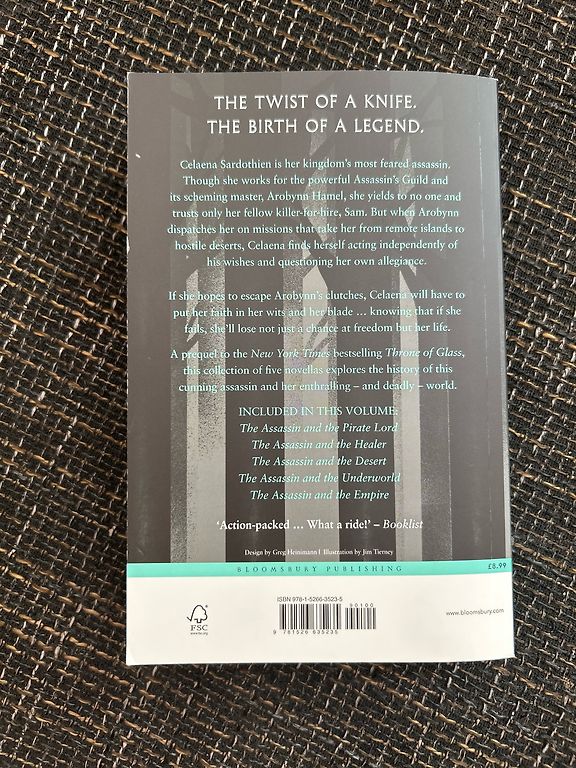 THE TWIST OF A KNIFE.
THE BIRTH OF A LEGEND.
Celaena Sardothien is her kingdom's most feared assassin.
Though she works for the powerful Assassin's Guild and
its scheming master, Arobynn Hamel, she yields to no one and
trusts only her fellow killer-for-hire, Sam. But when Arobynn
dispatches her on missions that take her from remote islands to
hostile deserts, Celaena finds herself acting independently of
his wishes and questioning her own allegiance.
If she hopes to escape Arobynn's clutches, Celaena will have to
put her faith in her wits and her blade ... knowing that if she
fails, she'll lose not just a chance at freedom but her life.
A prequel to the New York Times bestselling Throne of Glass,
this collection of five novellas explores the history of this
cunning assassin and her enthralling – and deadly – world.
INCLUDED IN THIS VOLUME:
The Assassin and the Pirate Lord
The Assassin and the Healer
The Assassin and the Desert
The Assassin and the Underworld
The Assassin and the Empire
'Action-packed ... What a ride!' – Booklist
Design by Greg Heinimann | Illustration by Jim Tierney
BLOOMSBURY PUBLISHING
£8.99
ISBN 978-1-5266-3523-5
90100
9 781526 635235
FSC
www.fsc.org
www.bloomsbury.com